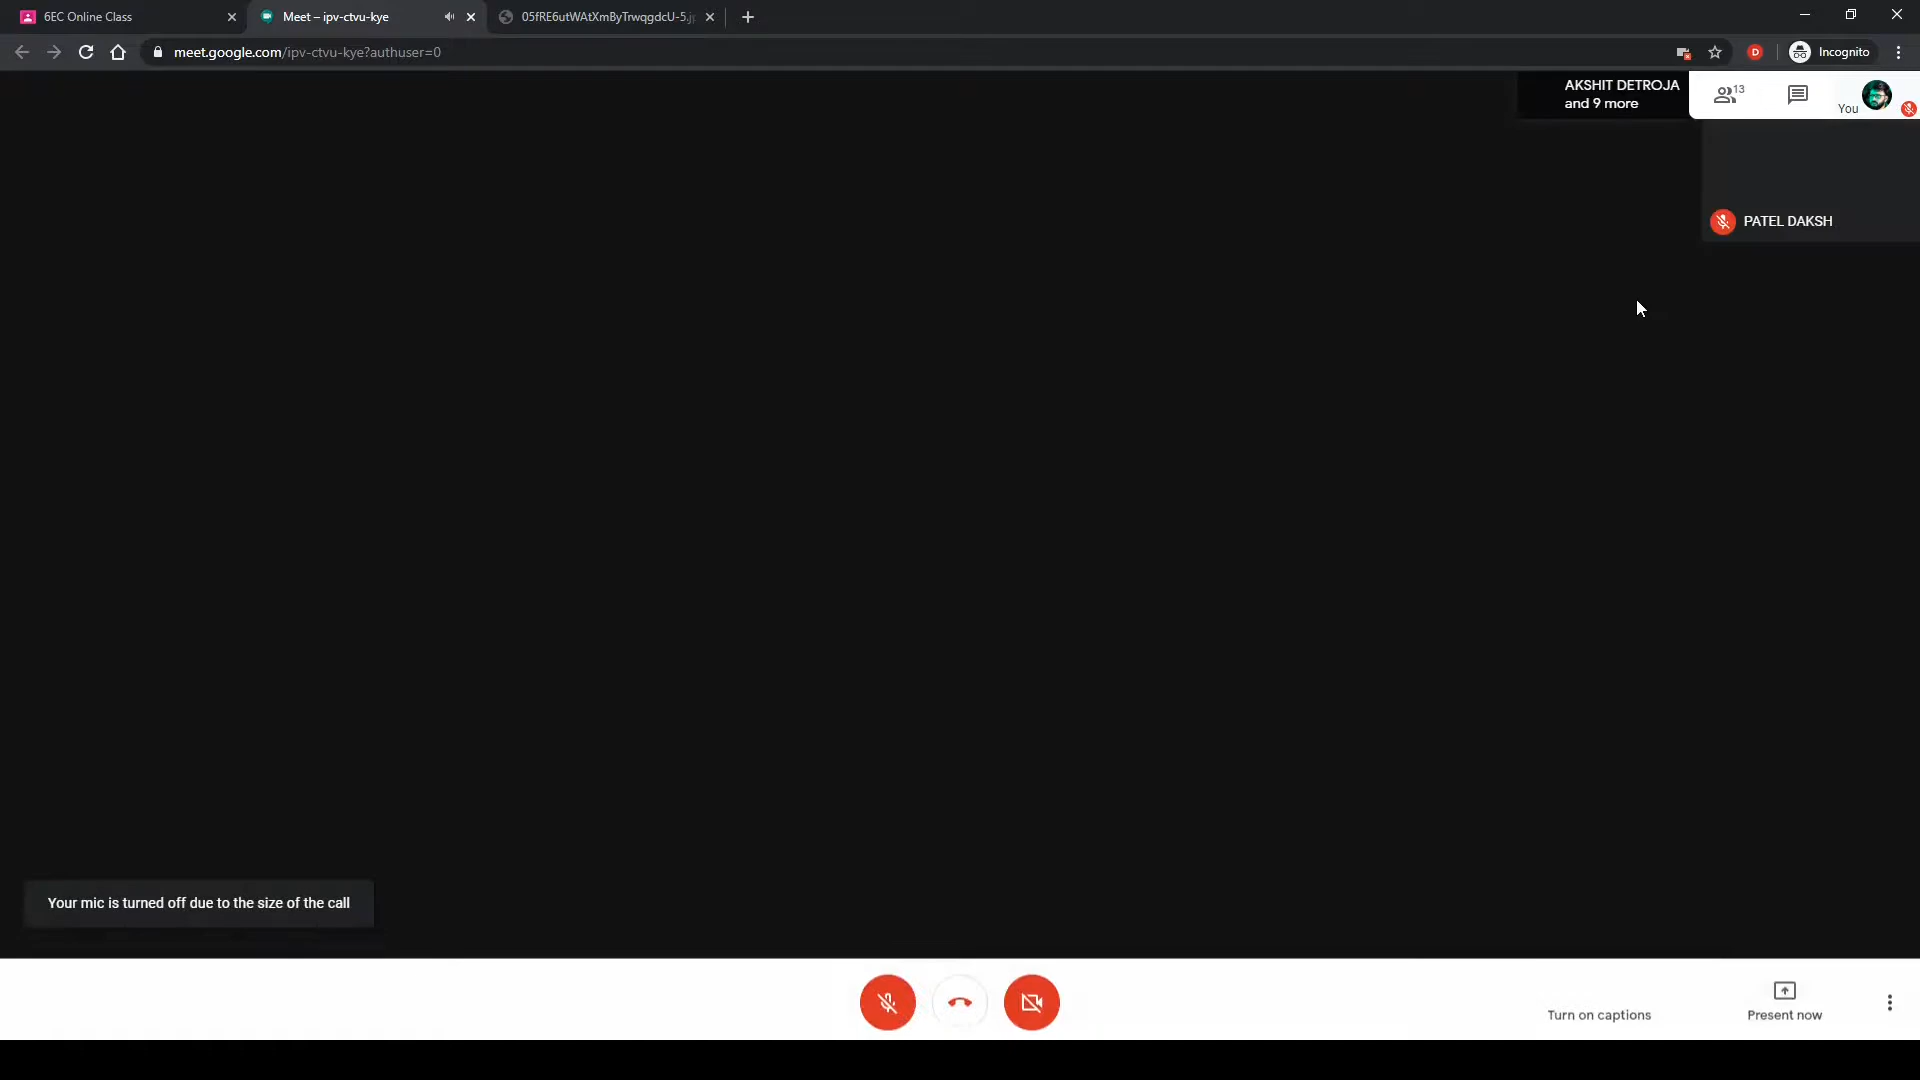 6EC Online Class
Meet – ipv-ctvu-kye
05fRE6utWAtXmByTrwqgdcU-5.j
meet.google.com/ipv-ctvu-kye?authuser=0
D
Incognito
AKSHIT DETROJA
and 9 more
13
You
PATEL DAKSH
Your mic is turned off due to the size of the call
Turn on captions
Present now